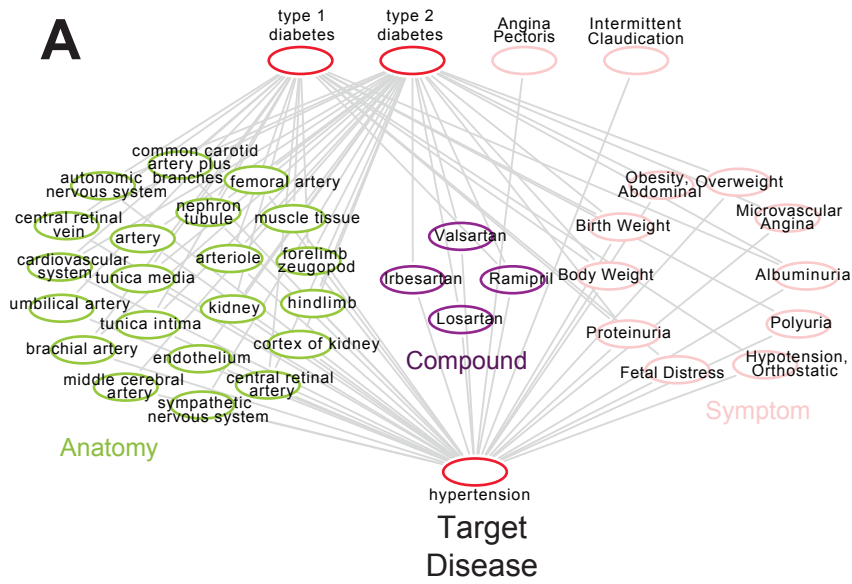 A
type 1
diabetes
type 2
diabetes
Angina
Pectoris
Intermittent
Claudication
common carotid
artery plus
branches
autonomic
nervous system
femoral artery
nephron
tubule
muscle tissue
central retinal
vein
artery
arteriole
forelimb
zeugopod
cardiovascular
system
tunica media
umbilical artery
kidney
hindlimb
tunica intima
brachial artery
endothelium
cortex of kidney
middle cerebral
artery
central retinal
artery
sympathetic
nervous system
Anatomy
Valsartan
Irbesartan
Ramipril
Losartan
Compound
Obesity,
Abdominal
Overweight
Microvascular
Angina
Birth Weight
Body Weight
Albuminuria
Proteinuria
Polyuria
Fetal Distress
Hypotension,
Orthostatic
Symptom
hypertension
Target
Disease